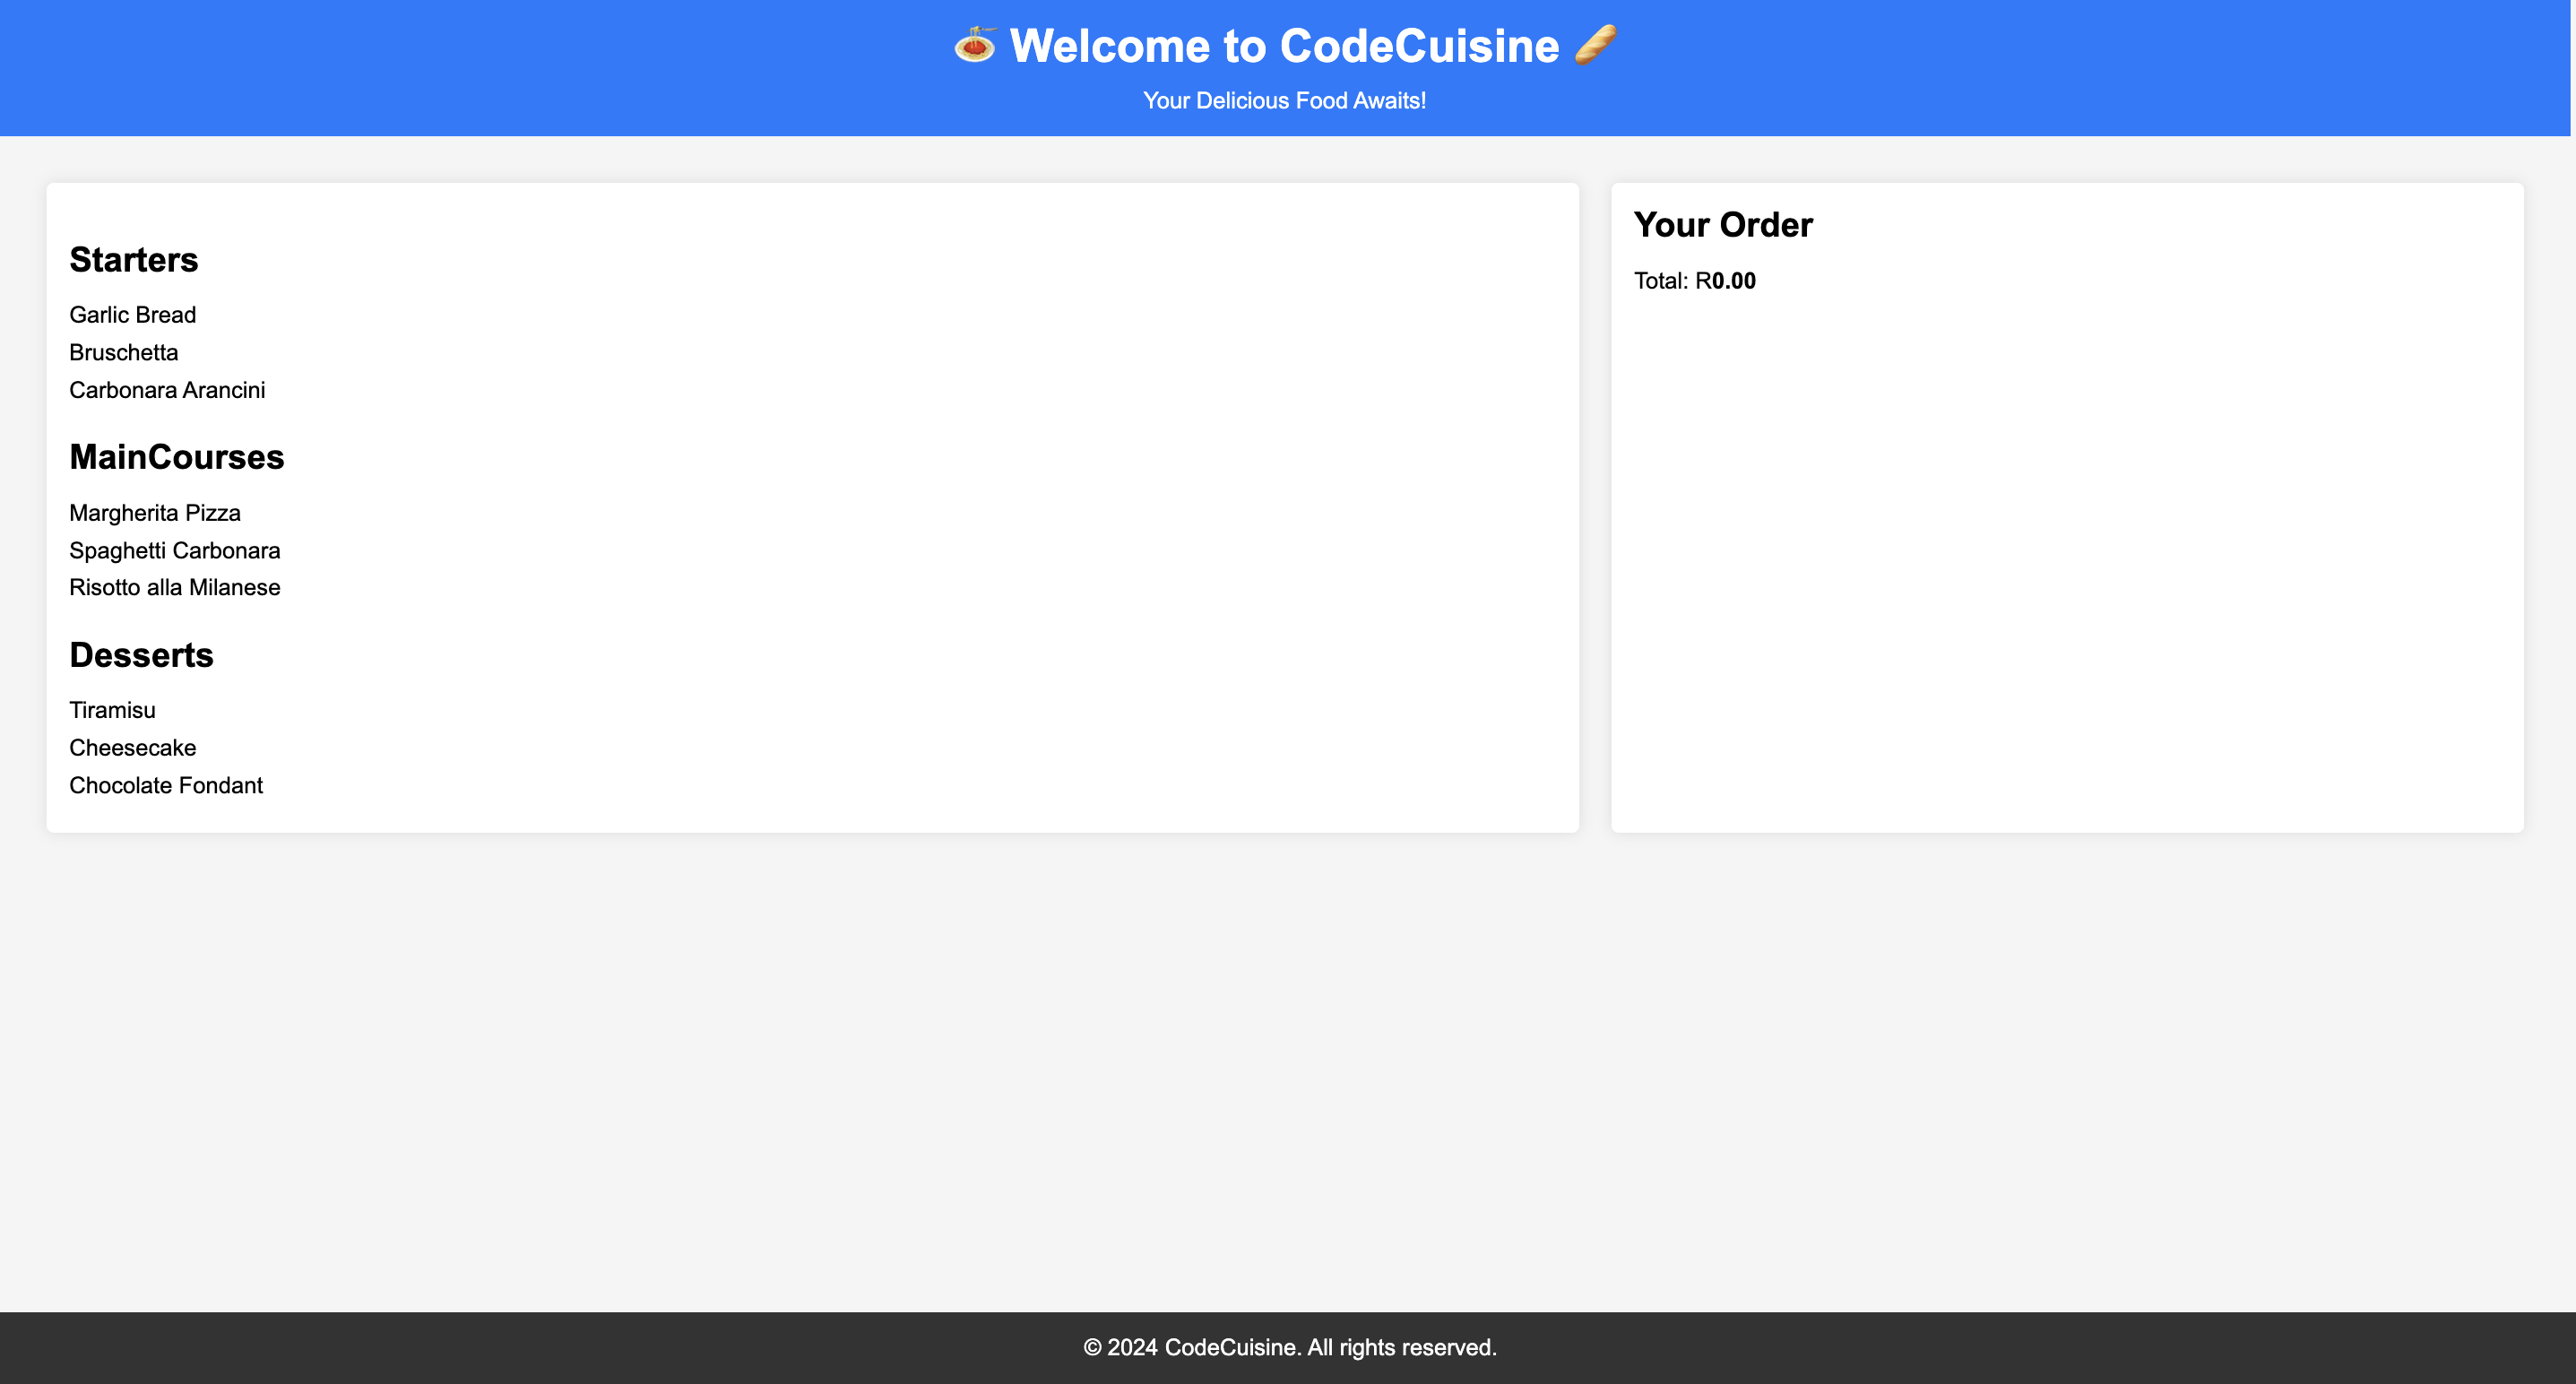 🍝 Welcome to CodeCuisine 🥖
Your Delicious Food Awaits!
Starters
Garlic Bread
Bruschetta
Carbonara Arancini
MainCourses
Margherita Pizza
Spaghetti Carbonara
Risotto alla Milanese
Desserts
Tiramisu
Cheesecake
Chocolate Fondant
Your Order
Total: R0.00
© 2024 CodeCuisine. All rights reserved.